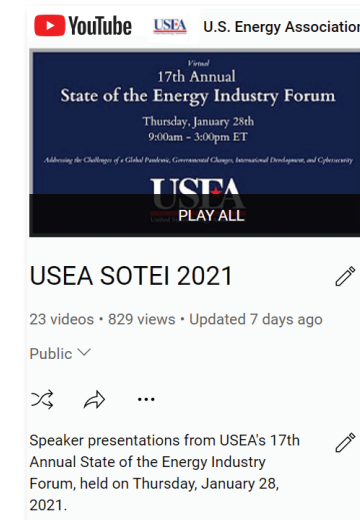 YouTube USEA U.S. Energy Association
Virtual
17th Annual
State of the Energy Industry Forum
Thursday, January 28th
9:00am - 3:00pm ET
Addressing the Challenges of a Global Pandemic, Governmental Changes, International Development, and Cybersecurity
USEA
PLAY ALL
USEA SOTEI 2021
23 videos • 829 views • Updated 7 days ago
Public
Speaker presentations from USEA's 17th
Annual State of the Energy Industry
Forum, held on Thursday, January 28,
2021.